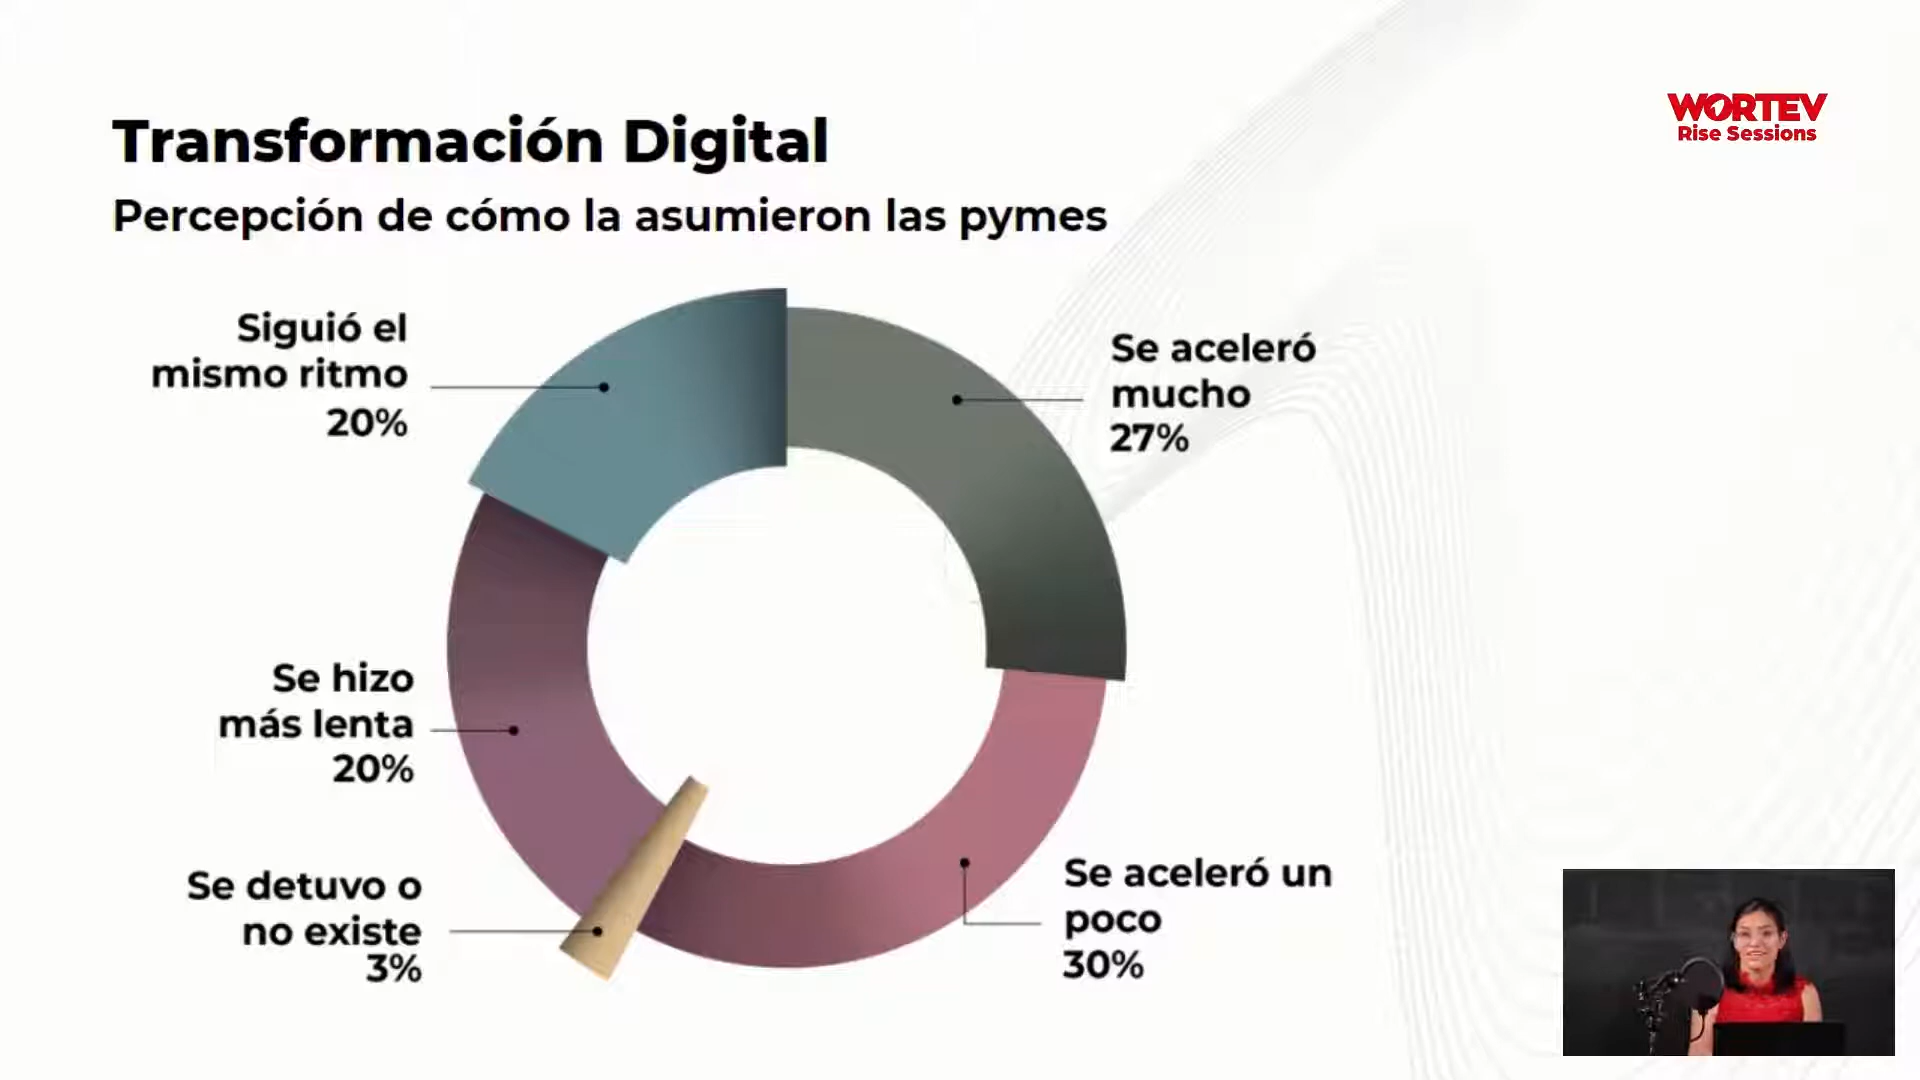 WORTEV
Rise Sessions
Transformación Digital
Percepción de cómo la asumieron las pymes
Siguió el
mismo ritmo
20%
Se aceleró
mucho
27%
Se hizo
más lenta
20%
Se detuvo o
no existe
3%
Se aceleró un
poco
30%